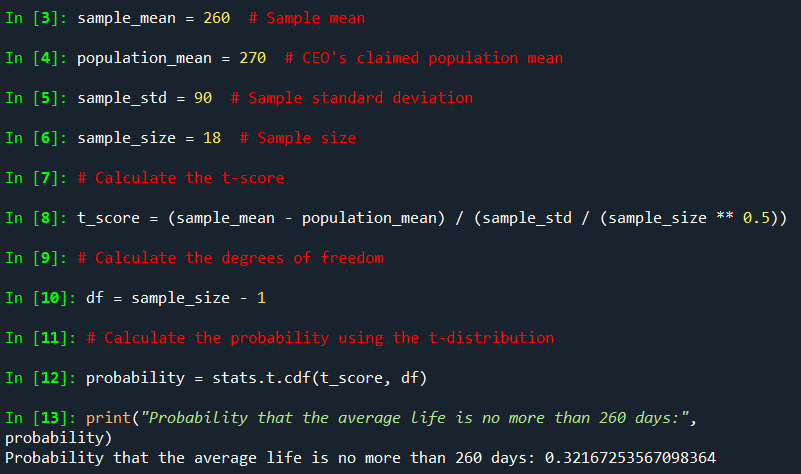 In [3]: sample_mean = 260  # Sample mean
In [4]: population_mean = 270  # CEO's claimed population mean
In [5]: sample_std = 90  # Sample standard deviation
In [6]: sample_size = 18  # Sample size
In [7]: # Calculate the t-score
In [8]: t_score = (sample_mean - population_mean) / (sample_std / (sample_size ** 0.5))
In [9]: # Calculate the degrees of freedom
In [10]: df = sample_size - 1
In [11]: # Calculate the probability using the t-distribution
In [12]: probability = stats.t.cdf(t_score, df)
In [13]: print("Probability that the average life is no more than 260 days:",
probability)
Probability that the average life is no more than 260 days: 0.32167253567098364